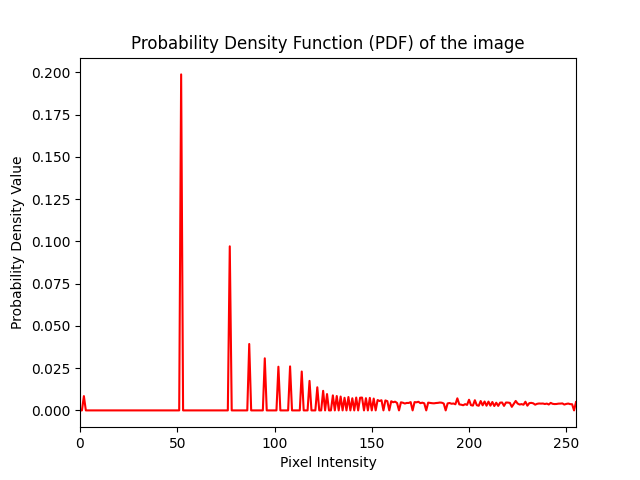 Probability Density Function (PDF) of the image
0.200
0.175
0.150
0.125
0.100
0.075
0.050
0.025
0.000
Probability Density Value
0 50 100 150 200 250
Pixel Intensity